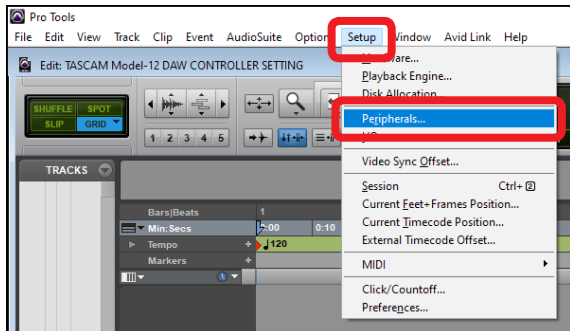 Pro Tools
File Edit View Track Clip Event AudioSuite Option Setup Window Avid Link Help
Edit: TASCAM Model-12 DAW CONTROLLER SETTING
Playback Engine...
Disk Allocation...
Peripherals...
Video Sync Offset...
Session Ctrl+ 2
Current Feet+Frames Position...
Current Timecode Position...
External Timecode Offset...
MIDI
Click/Countoff...
Preferences...
SHUFFLE SPOT
SLIP GRID
1 2 3 4 5
TRACKS
Bars|Beats 1
Min:Secs 0:00 0:10
Tempo 120
Markers